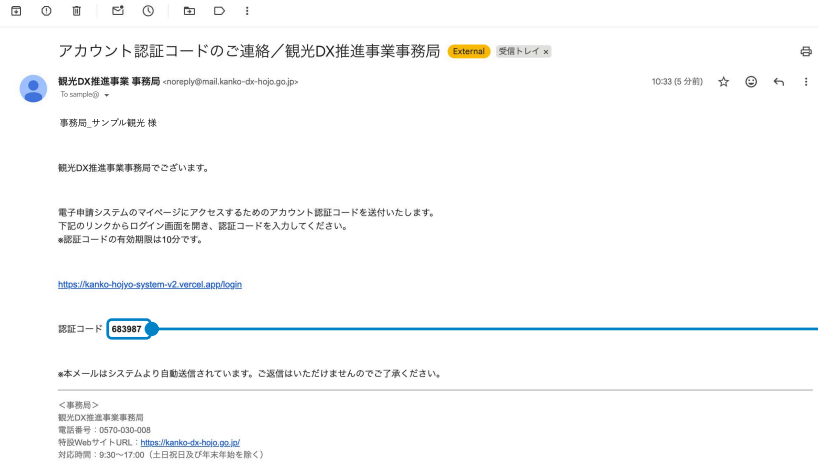 アカウント認証コードのご連絡／観光DX推進事業事務局 External 受信トレイ ×
観光DX推進事業 事務局 <noreply@mail.kanko-dx-hojo.go.jp> 10:33 (5 分前)
To sample@
事務局_サンプル観光 様
観光DX推進事業事務局でございます。
電子申請システムのマイページにアクセスするためのアカウント認証コードを送付いたします。
下記のリンクからログイン画面を開き、認証コードを入力してください。
※認証コードの有効期限は10分です。
https://kanko-hojyo-system-v2.vercel.app/login
認証コード 683987
※本メールはシステムより自動送信されています。ご返信はいただけませんのでご了承ください。
＜事務局＞
観光DX推進事業事務局
電話番号：0570-030-008
特設WebサイトURL：https://kanko-dx-hojo.go.jp/
対応時間：9:30〜17:00（土日祝日及び年末年始を除く）